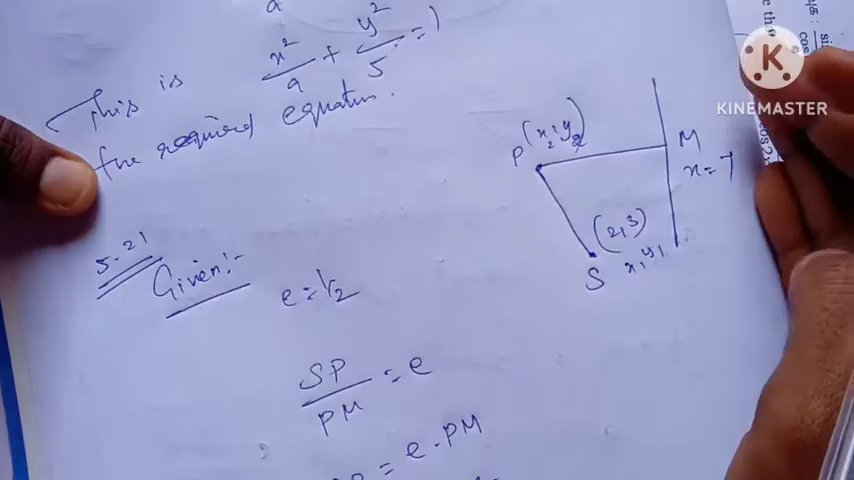 x²/9 + y²/5 = 1
This is
the required equation.
P (x₂, y₂)
M
x = 7
(2, 3)
S x₁ y₁
5.21
Given:-
e = 1/2
SP/PM = e
= e . PM
KINEMASTER